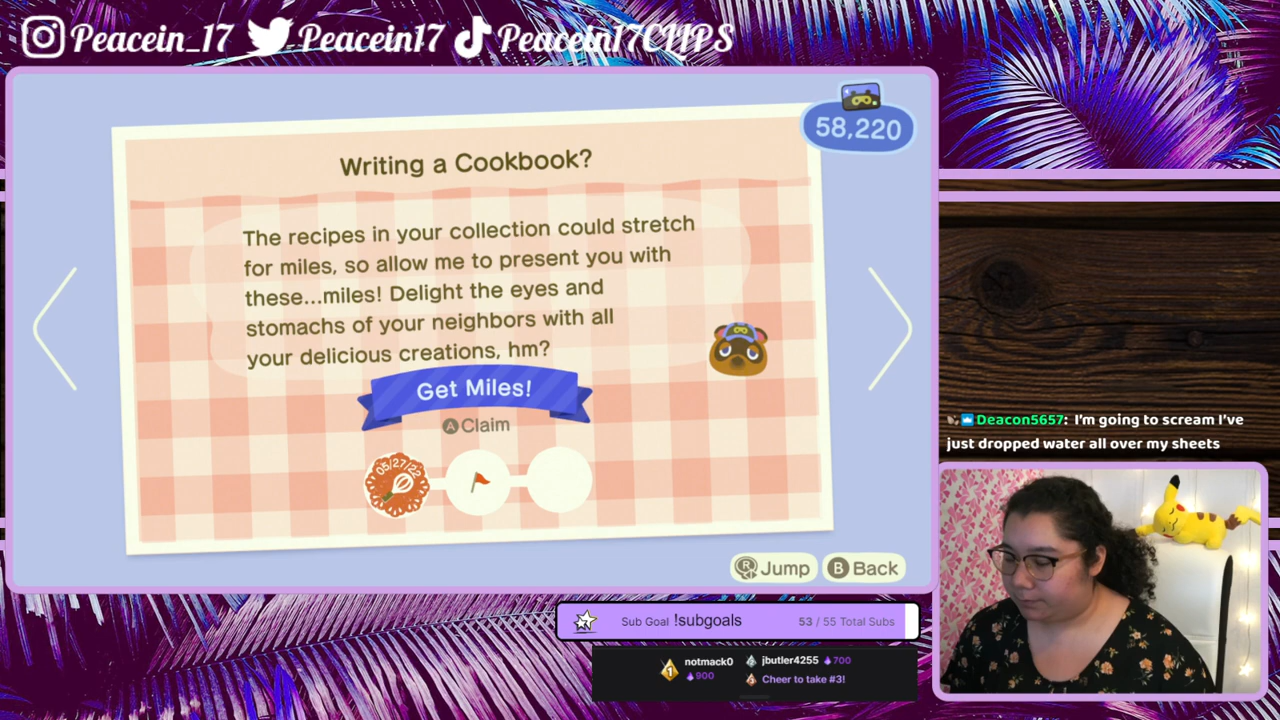 Peacein_17 Peacein17 Peacein17ClIPS
58,220
Writing a Cookbook?
The recipes in your collection could stretch
for miles, so allow me to present you with
these...miles! Delight the eyes and
stomachs of your neighbors with all
your delicious creations, hm?
Get Miles!
A Claim
05/27/22
R Jump B Back
Deacon5657: I'm going to scream I've
just dropped water all over my sheets
Sub Goal !subgoals 53 / 55 Total Subs
1 notmack0 900
2 jbutler4255 700
3 Cheer to take #3!